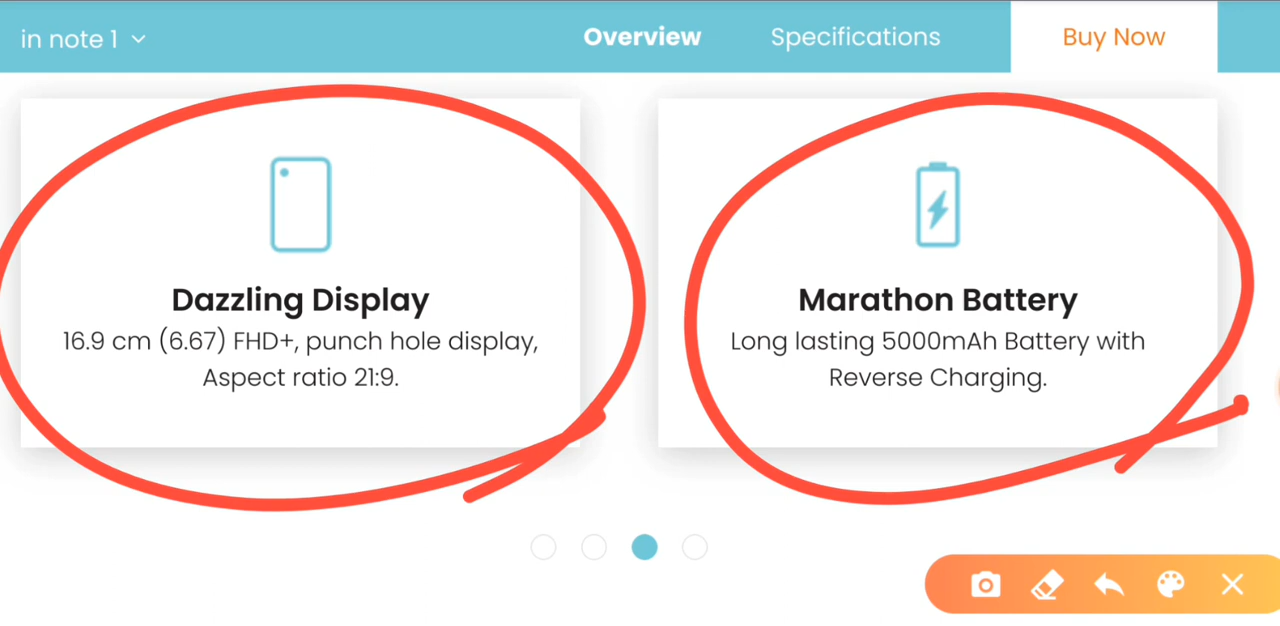 in note 1
Overview
Specifications
Buy Now
Dazzling Display
16.9 cm (6.67) FHD+, punch hole display,
Aspect ratio 21:9.
Marathon Battery
Long lasting 5000mAh Battery with
Reverse Charging.